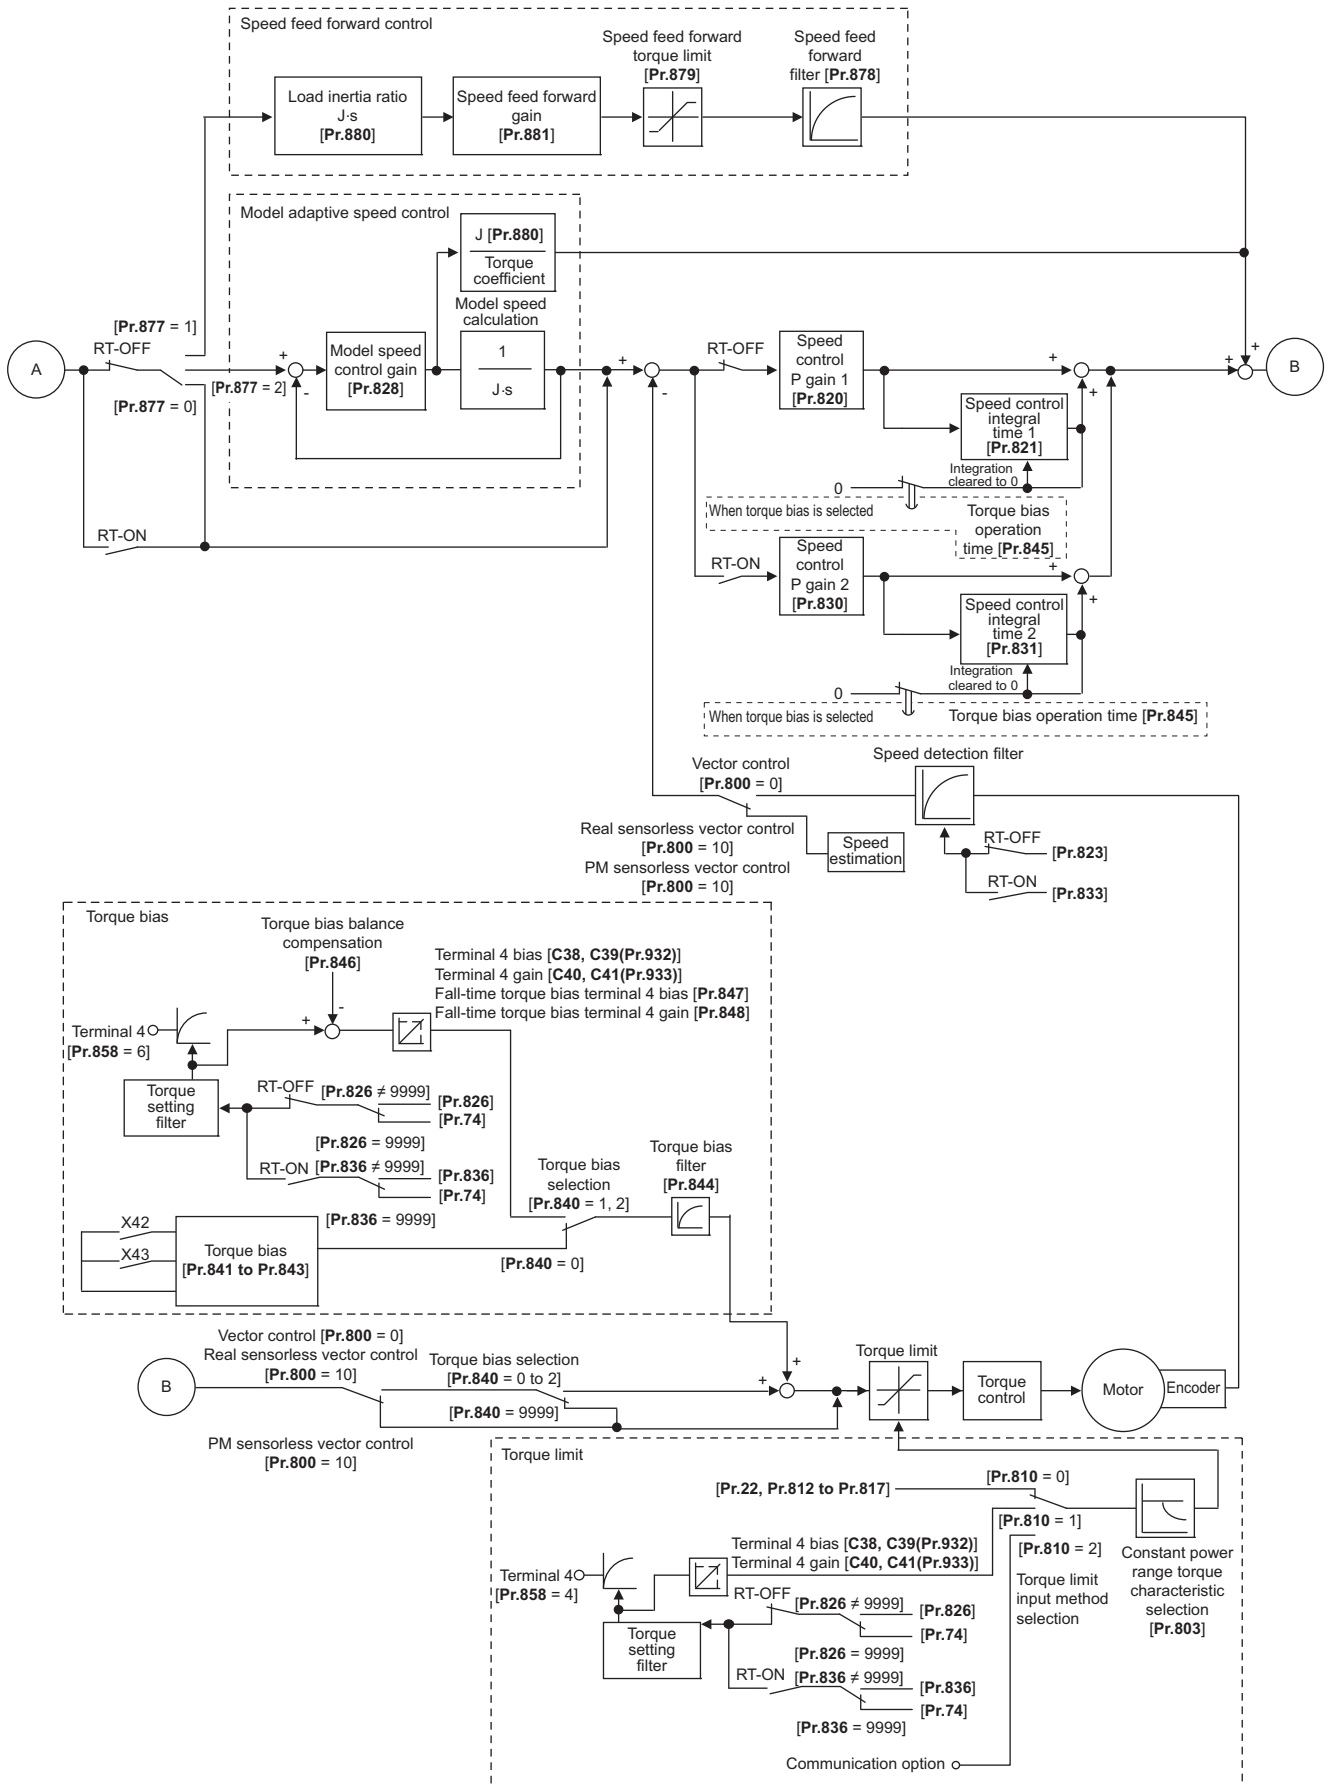 Speed feed forward control
Speed feed forward
torque limit
[Pr.879]
Speed feed
forward
filter [Pr.878]
Load inertia ratio
J·s
[Pr.880]
Speed feed forward
gain
[Pr.881]
Model adaptive speed control
J [Pr.880]
Torque
coefficient
Model speed
calculation
[Pr.877 = 1]
RT-OFF
A
[Pr.877 = 2]
[Pr.877 = 0]
+
-
Model speed
control gain
[Pr.828]
1
J·s
RT-ON
+
-
RT-OFF
Speed
control
P gain 1
[Pr.820]
+
+
Speed control
integral
time 1
[Pr.821]
Integration
cleared to 0
0
When torque bias is selected
Torque bias
operation
time [Pr.845]
+
+
B
RT-ON
Speed
control
P gain 2
[Pr.830]
+
+
Speed control
integral
time 2
[Pr.831]
Integration
cleared to 0
0
When torque bias is selected
Torque bias operation time [Pr.845]
Vector control
[Pr.800 = 0]
Speed detection filter
Real sensorless vector control
[Pr.800 = 10]
PM sensorless vector control
[Pr.800 = 10]
Speed
estimation
RT-OFF
[Pr.823]
RT-ON
[Pr.833]
Torque bias
Torque bias balance
compensation
[Pr.846]
-
+
Terminal 4 bias [C38, C39(Pr.932)]
Terminal 4 gain [C40, C41(Pr.933)]
Fall-time torque bias terminal 4 bias [Pr.847]
Fall-time torque bias terminal 4 gain [Pr.848]
Terminal 4
[Pr.858 = 6]
Torque
setting
filter
RT-OFF
[Pr.826 ≠ 9999]
[Pr.826]
[Pr.74]
[Pr.826 = 9999]
RT-ON
[Pr.836 ≠ 9999]
[Pr.836]
[Pr.74]
[Pr.836 = 9999]
Torque bias
selection
[Pr.840 = 1, 2]
[Pr.840 = 0]
Torque bias
filter
[Pr.844]
X42
X43
Torque bias
[Pr.841 to Pr.843]
Vector control [Pr.800 = 0]
Real sensorless vector control
[Pr.800 = 10]
B
PM sensorless vector control
[Pr.800 = 10]
Torque bias selection
[Pr.840 = 0 to 2]
[Pr.840 = 9999]
+
+
Torque limit
Torque
control
Motor
Encoder
Torque limit
[Pr.22, Pr.812 to Pr.817]
[Pr.810 = 0]
[Pr.810 = 1]
[Pr.810 = 2]
Torque limit
input method
selection
Constant power
range torque
characteristic
selection
[Pr.803]
Terminal 4 bias [C38, C39(Pr.932)]
Terminal 4 gain [C40, C41(Pr.933)]
Terminal 4
[Pr.858 = 4]
Torque
setting
filter
RT-OFF
[Pr.826 ≠ 9999]
[Pr.826]
[Pr.74]
[Pr.826 = 9999]
RT-ON
[Pr.836 ≠ 9999]
[Pr.836]
[Pr.74]
[Pr.836 = 9999]
Communication option